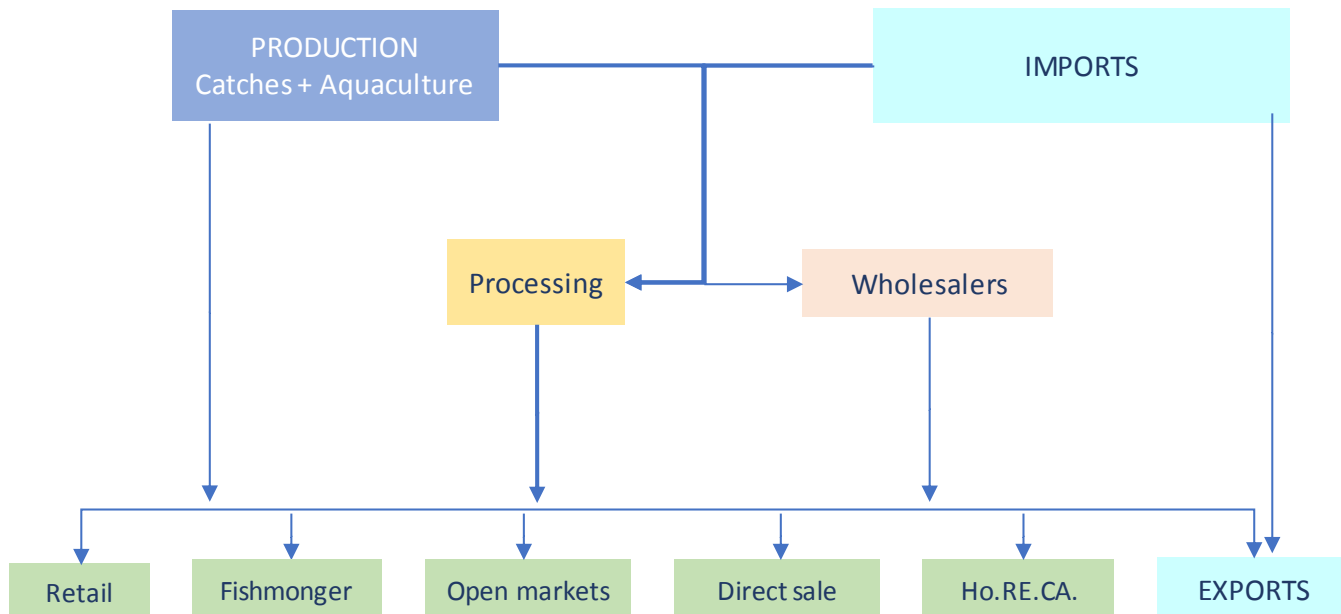 PRODUCTION
Catches + Aquaculture
IMPORTS
Processing
Wholesalers
Retail
Fishmonger
Open markets
Direct sale
Ho.RE.CA.
EXPORTS